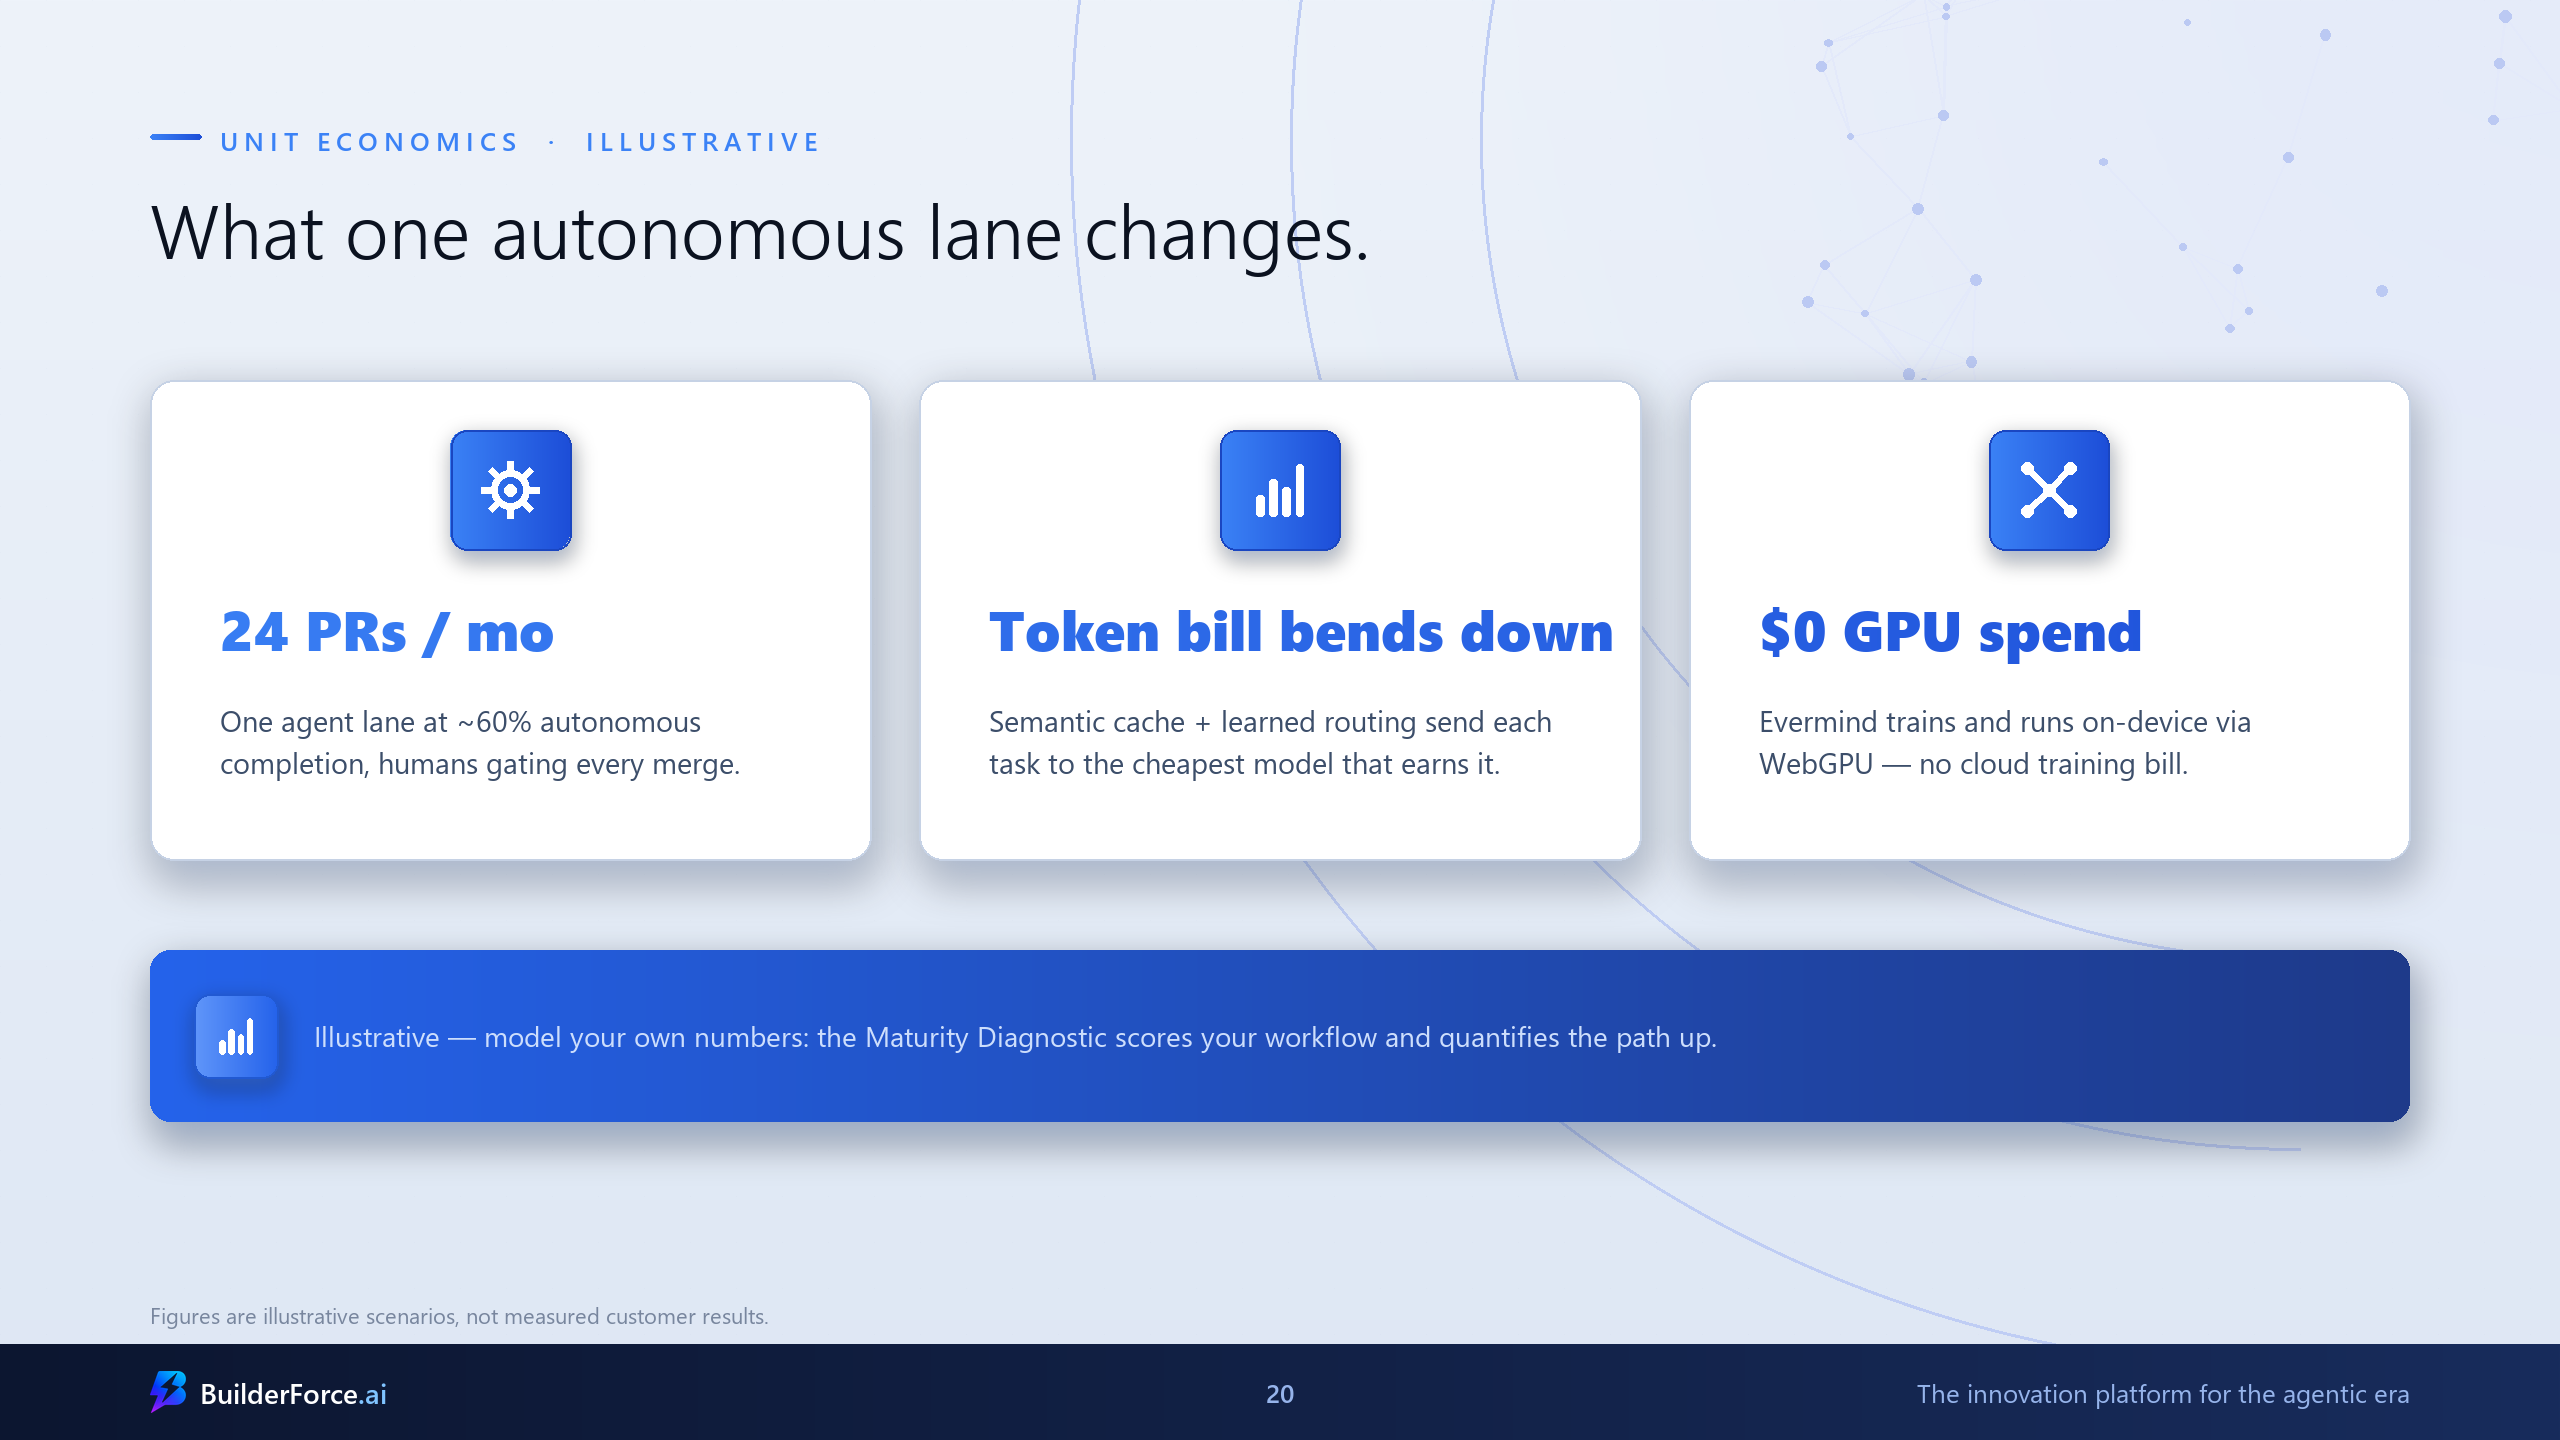 UNIT ECONOMICS · ILLUSTRATIVE
What one autonomous lane changes.
24 PRs / mo
One agent lane at ~60% autonomous
completion, humans gating every merge.
Token bill bends down
Semantic cache + learned routing send each
task to the cheapest model that earns it.
$0 GPU spend
Evermind trains and runs on-device via
WebGPU — no cloud training bill.
Illustrative — model your own numbers: the Maturity Diagnostic scores your workflow and quantifies the path up.
Figures are illustrative scenarios, not measured customer results.
BuilderForce.ai
20
The innovation platform for the agentic era